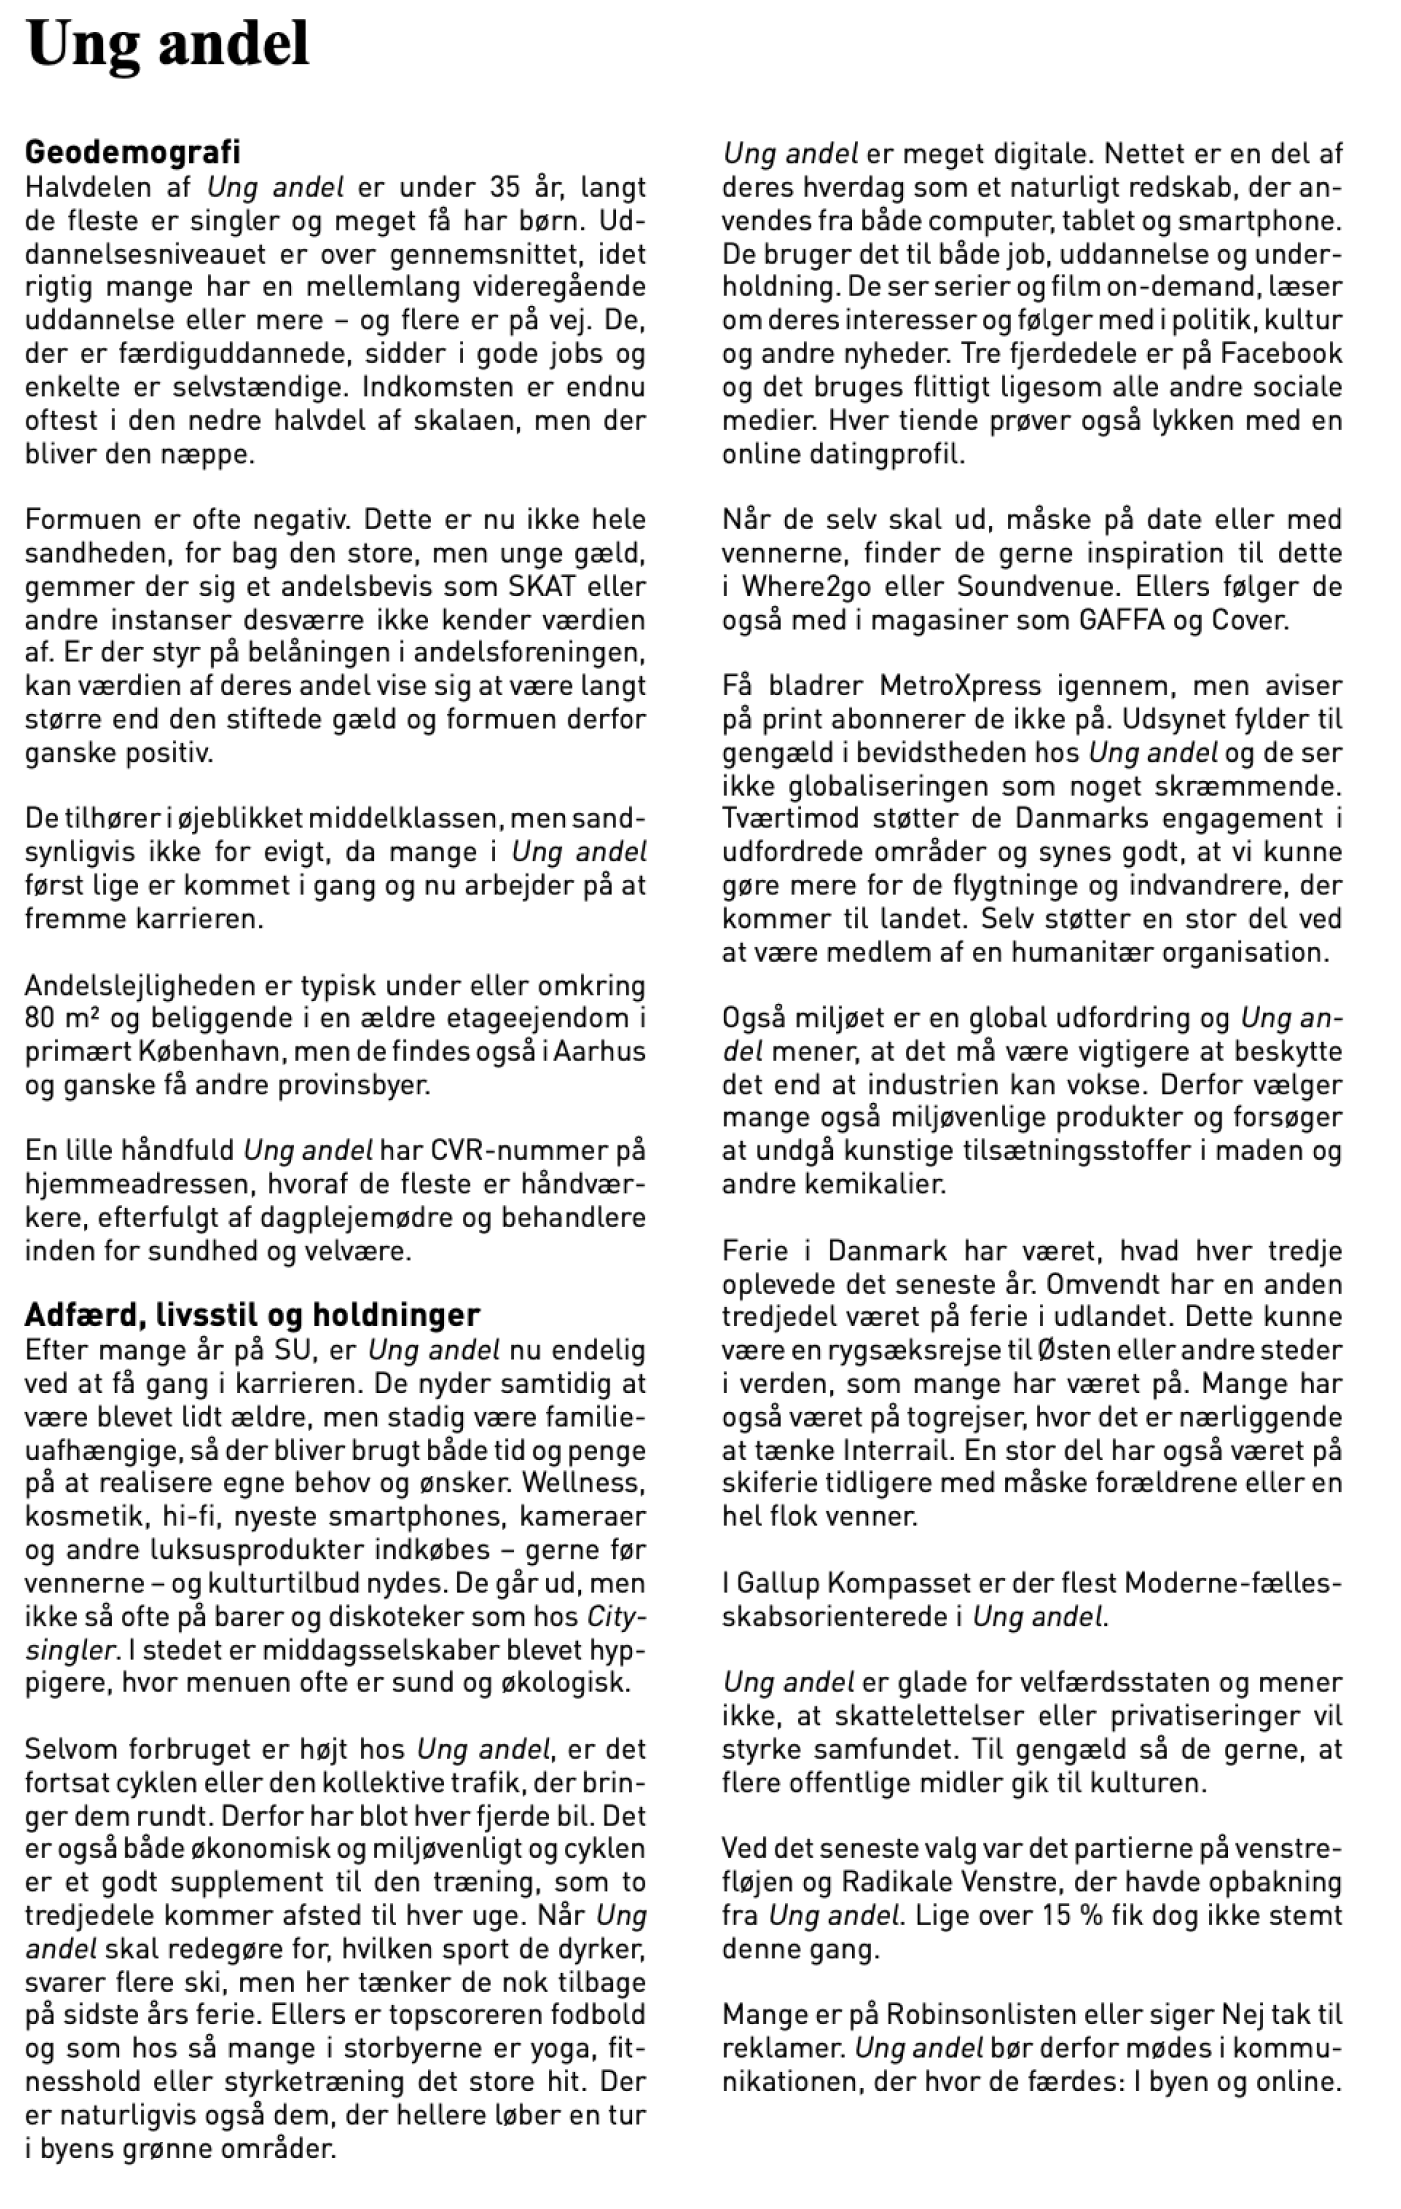 Ung andel
Geodemografi
Halvdelen af Ung andel er under 35 år, langt
de fleste er singler og meget få har børn. Ud-
dannelsesniveauet er over gennemsnittet, idet
rigtig mange har en mellemlang videregående
uddannelse eller mere – og flere er på vej. De,
der er færdiguddannede, sidder i gode jobs og
enkelte er selvstændige. Indkomsten er endnu
oftest i den nedre halvdel af skalaen, men der
bliver den næppe.
Formuen er ofte negativ. Dette er nu ikke hele
sandheden, for bag den store, men unge gæld,
gemmer der sig et andelsbevis som SKAT eller
andre instanser desværre ikke kender værdien
af. Er der styr på belåningen i andelsforeningen,
kan værdien af deres andel vise sig at være langt
større end den stiftede gæld og formuen derfor
ganske positiv.
De tilhører i øjeblikket middelklassen, men sand-
synligvis ikke for evigt, da mange i Ung andel
først lige er kommet i gang og nu arbejder på at
fremme karrieren.
Andelslejligheden er typisk under eller omkring
80 m² og beliggende i en ældre etageejendom i
primært København, men de findes også i Aarhus
og ganske få andre provinsbyer.
En lille håndfuld Ung andel har CVR-nummer på
hjemmeadressen, hvoraf de fleste er håndvær-
kere, efterfulgt af dagplejemødre og behandlere
inden for sundhed og velvære.
Adfærd, livsstil og holdninger
Efter mange år på SU, er Ung andel nu endelig
ved at få gang i karrieren. De nyder samtidig at
være blevet lidt ældre, men stadig være familie-
uafhængige, så der bliver brugt både tid og penge
på at realisere egne behov og ønsker. Wellness,
kosmetik, hi-fi, nyeste smartphones, kameraer
og andre luksusprodukter indkøbes – gerne før
vennerne – og kulturtilbud nydes. De går ud, men
ikke så ofte på barer og diskoteker som hos City-
singler. I stedet er middagsselskaber blevet hyp-
pigere, hvor menuen ofte er sund og økologisk.
Selvom forbruget er højt hos Ung andel, er det
fortsat cyklen eller den kollektive trafik, der brin-
ger dem rundt. Derfor har blot hver fjerde bil. Det
er også både økonomisk og miljøvenligt og cyklen
er et godt supplement til den træning, som to
tredjedele kommer afsted til hver uge. Når Ung
andel skal redegøre for, hvilken sport de dyrker,
svarer flere ski, men her tænker de nok tilbage
på sidste års ferie. Ellers er topscoreren fodbold
og som hos så mange i storbyerne er yoga, fit-
nesshold eller styrketræning det store hit. Der
er naturligvis også dem, der hellere løber en tur
i byens grønne områder.
Ung andel er meget digitale. Nettet er en del af
deres hverdag som et naturligt redskab, der an-
vendes fra både computer, tablet og smartphone.
De bruger det til både job, uddannelse og under-
holdning. De ser serier og film on-demand, læser
om deres interesser og følger med i politik, kultur
og andre nyheder. Tre fjerdedele er på Facebook
og det bruges flittigt ligesom alle andre sociale
medier. Hver tiende prøver også lykken med en
online datingprofil.
Når de selv skal ud, måske på date eller med
vennerne, finder de gerne inspiration til dette
i Where2go eller Soundvenue. Ellers følger de
også med i magasiner som GAFFA og Cover.
Få bladrer MetroXpress igennem, men aviser
på print abonnerer de ikke på. Udsynet fylder til
gengæld i bevidstheden hos Ung andel og de ser
ikke globaliseringen som noget skræmmende.
Tværtimod støtter de Danmarks engagement i
udfordrede områder og synes godt, at vi kunne
gøre mere for de flygtninge og indvandrere, der
kommer til landet. Selv støtter en stor del ved
at være medlem af en humanitær organisation.
Også miljøet er en global udfordring og Ung an-
del mener, at det må være vigtigere at beskytte
det end at industrien kan vokse. Derfor vælger
mange også miljøvenlige produkter og forsøger
at undgå kunstige tilsætningsstoffer i maden og
andre kemikalier.
Ferie i Danmark har været, hvad hver tredje
oplevede det seneste år. Omvendt har en anden
tredjedel været på ferie i udlandet. Dette kunne
være en rygsæksrejse til Østen eller andre steder
i verden, som mange har været på. Mange har
også været på togrejser, hvor det er nærliggende
at tænke Interrail. En stor del har også været på
skiferie tidligere med måske forældrene eller en
hel flok venner.
I Gallup Kompasset er der flest Moderne-fælles-
skabsorienterede i Ung andel.
Ung andel er glade for velfærdsstaten og mener
ikke, at skattelettelser eller privatiseringer vil
styrke samfundet. Til gengæld så de gerne, at
flere offentlige midler gik til kulturen.
Ved det seneste valg var det partierne på venstre-
fløjen og Radikale Venstre, der havde opbakning
fra Ung andel. Lige over 15 % fik dog ikke stemt
denne gang.
Mange er på Robinsonlisten eller siger Nej tak til
reklamer. Ung andel bør derfor mødes i kommu-
nikationen, der hvor de færdes: I byen og online.